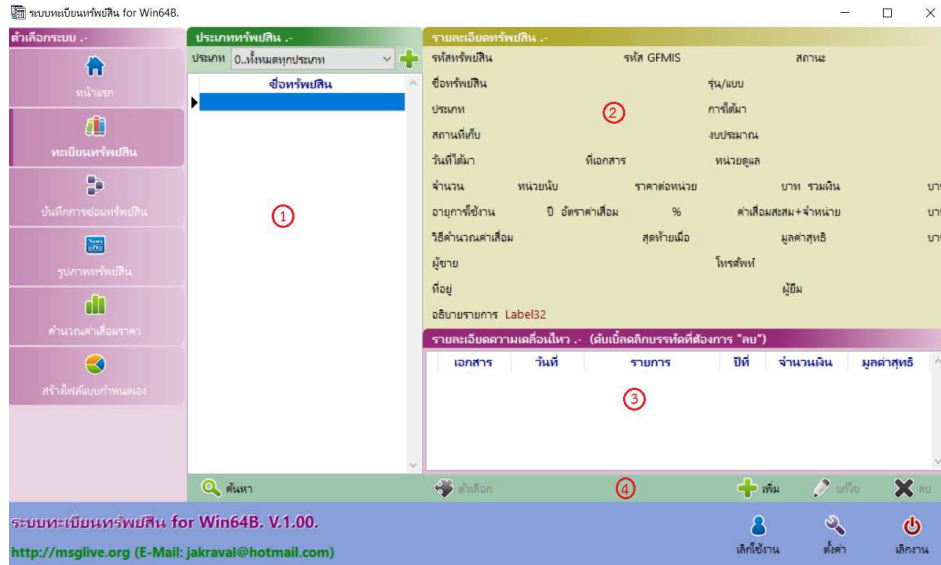 ระบบทะเบียนทรัพย์สิน for Win64B.
ตัวเลือกระบบ .-
หน้าแรก
ทะเบียนทรัพย์สิน
บันทึกการซ่อมทรัพย์สิน
รูปภาพทรัพย์สิน
คำนวณค่าเสื่อมราคา
สร้างไฟล์แบบกำหนดเอง
ประเภททรัพย์สิน .-
ประเภท 0..ทั้งหมดทุกประเภท
ชื่อทรัพย์สิน
1
ค้นหา
รายละเอียดทรัพย์สิน .-
รหัสทรัพย์สิน รหัส GFMIS สถานะ
ชื่อทรัพย์สิน รุ่น/แบบ
ประเภท 2 การได้มา
สถานที่เก็บ งบประมาณ
วันที่ได้มา ที่เอกสาร หน่วยดูแล
จำนวน หน่วยนับ ราคาต่อหน่วย บาท รวมเงิน บา
อายุการใช้งาน ปี อัตราค่าเสื่อม % ค่าเสื่อมสะสม+จำหน่าย บา
วิธีคำนวณค่าเสื่อม สุดท้ายเมื่อ มูลค่าสุทธิ บา
ผู้ขาย โทรศัพท์
ที่อยู่ ผู้ยืม
อธิบายรายการ Label32
รายละเอียดความเคลื่อนไหว .- (ดับเบิ้ลคลิกบรรทัดที่ต้องการ "ลบ")
เอกสาร วันที่ รายการ ปีที่ จำนวนเงิน มูลค่าสุทธิ
3
ตัวเลือก 4 เพิ่ม แก้ไข ลบ
ระบบทะเบียนทรัพย์สิน for Win64B. V.1.00.
http://msglive.org (E-Mail: jakraval@hotmail.com)
เลิกใช้งาน ตั้งค่า เลิกงาน